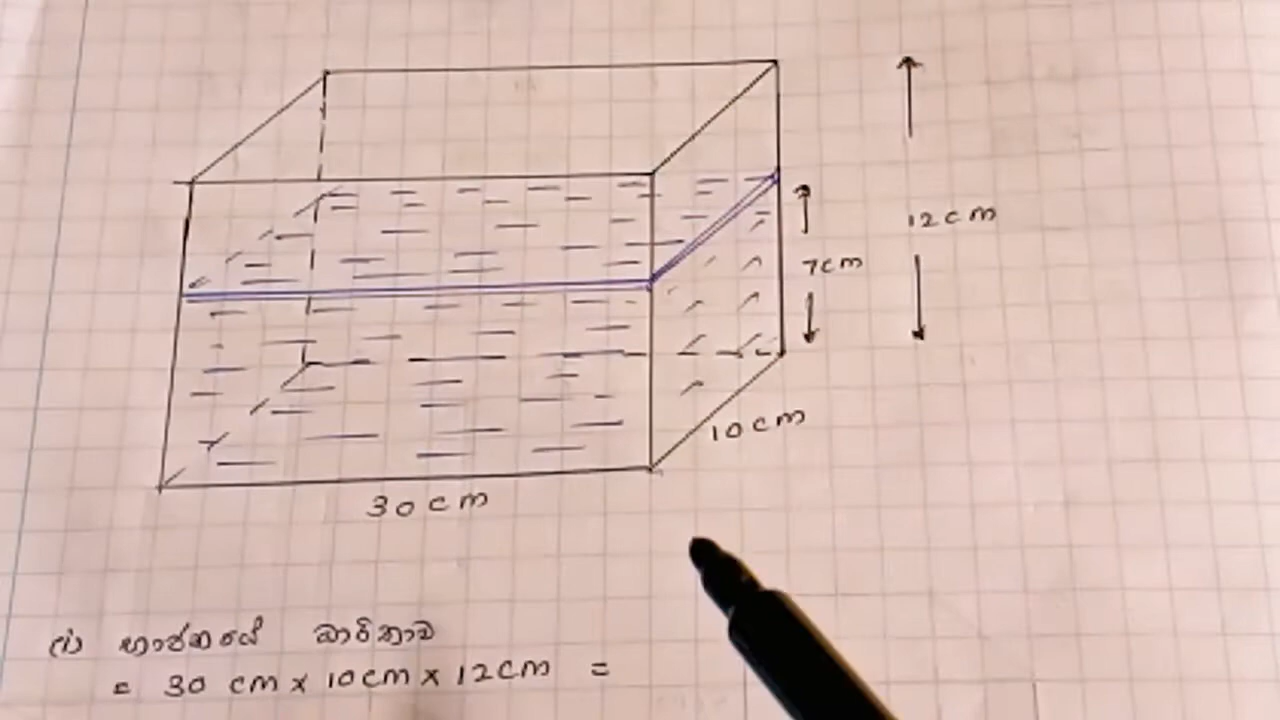 12cm
7cm
10cm
30cm
(i) භාජනයේ ධාරිතාව
= 30 cm × 10cm × 12cm =